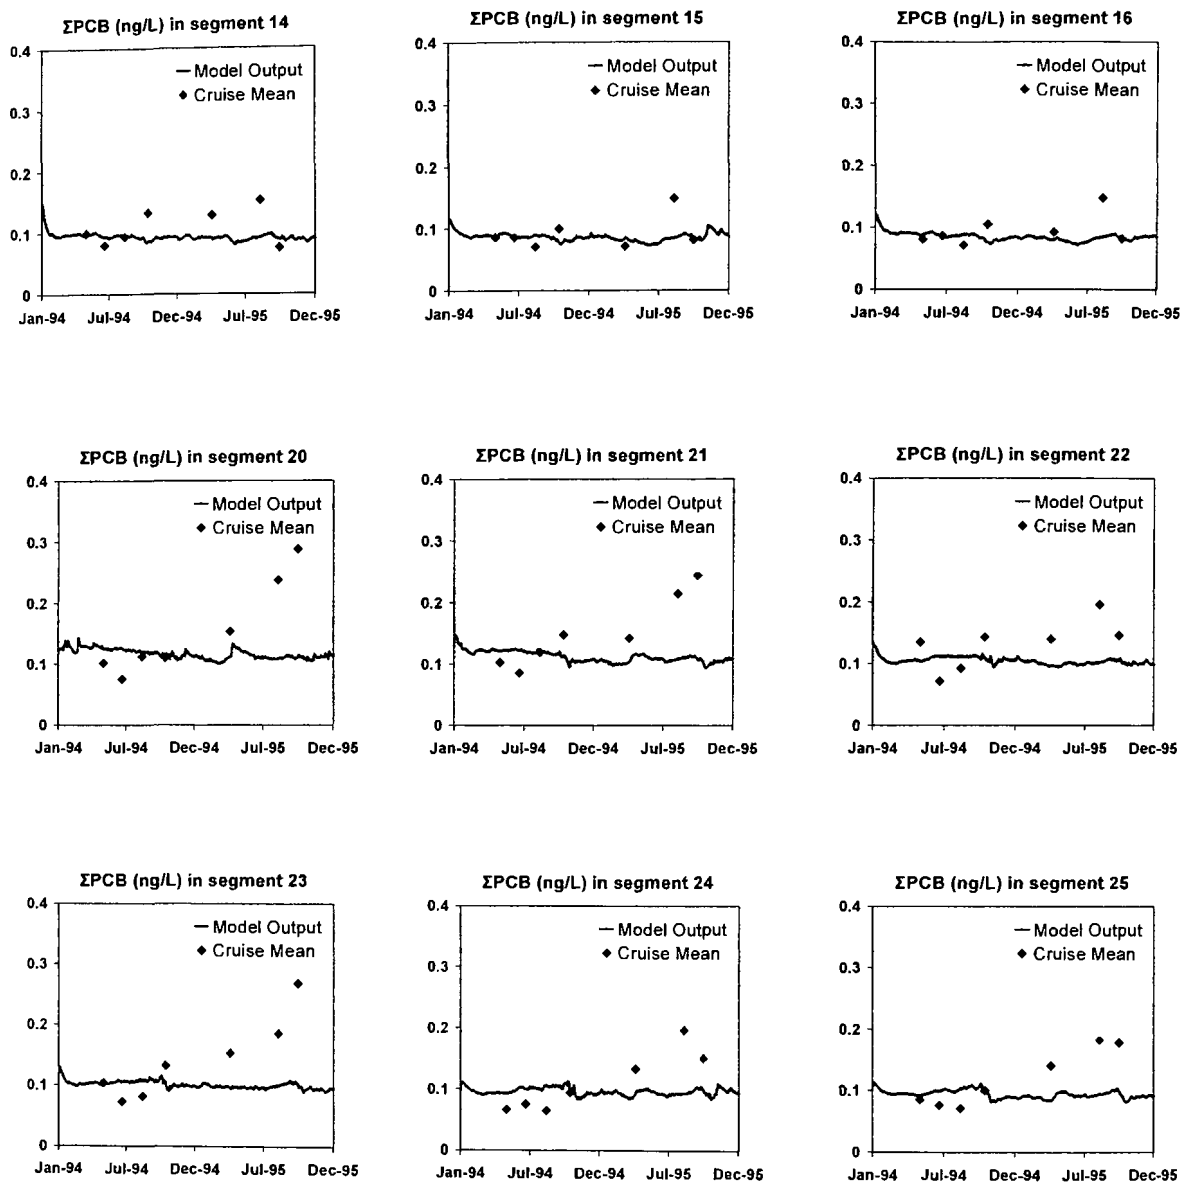 ΣPCB (ng/L) in segment 14
0.4
0.3
0.2
0.1
0
Model Output
Cruise Mean
Jan-94 Jul-94 Dec-94 Jul-95 Dec-95
ΣPCB (ng/L) in segment 15
0.4
0.3
0.2
0.1
0
Model Output
Cruise Mean
Jan-94 Jul-94 Dec-94 Jul-95 Dec-95
ΣPCB (ng/L) in segment 16
0.4
0.3
0.2
0.1
0
Model Output
Cruise Mean
Jan-94 Jul-94 Dec-94 Jul-95 Dec-95
ΣPCB (ng/L) in segment 20
0.4
0.3
0.2
0.1
0
Model Output
Cruise Mean
Jan-94 Jul-94 Dec-94 Jul-95 Dec-95
ΣPCB (ng/L) in segment 21
0.4
0.3
0.2
0.1
0
Model Output
Cruise Mean
Jan-94 Jul-94 Dec-94 Jul-95 Dec-95
ΣPCB (ng/L) in segment 22
0.4
0.3
0.2
0.1
0
Model Output
Cruise Mean
Jan-94 Jul-94 Dec-94 Jul-95 Dec-95
ΣPCB (ng/L) in segment 23
0.4
0.3
0.2
0.1
0
Model Output
Cruise Mean
Jan-94 Jul-94 Dec-94 Jul-95 Dec-95
ΣPCB (ng/L) in segment 24
0.4
0.3
0.2
0.1
0
Model Output
Cruise Mean
Jan-94 Jul-94 Dec-94 Jul-95 Dec-95
ΣPCB (ng/L) in segment 25
0.4
0.3
0.2
0.1
0
Model Output
Cruise Mean
Jan-94 Jul-94 Dec-94 Jul-95 Dec-95